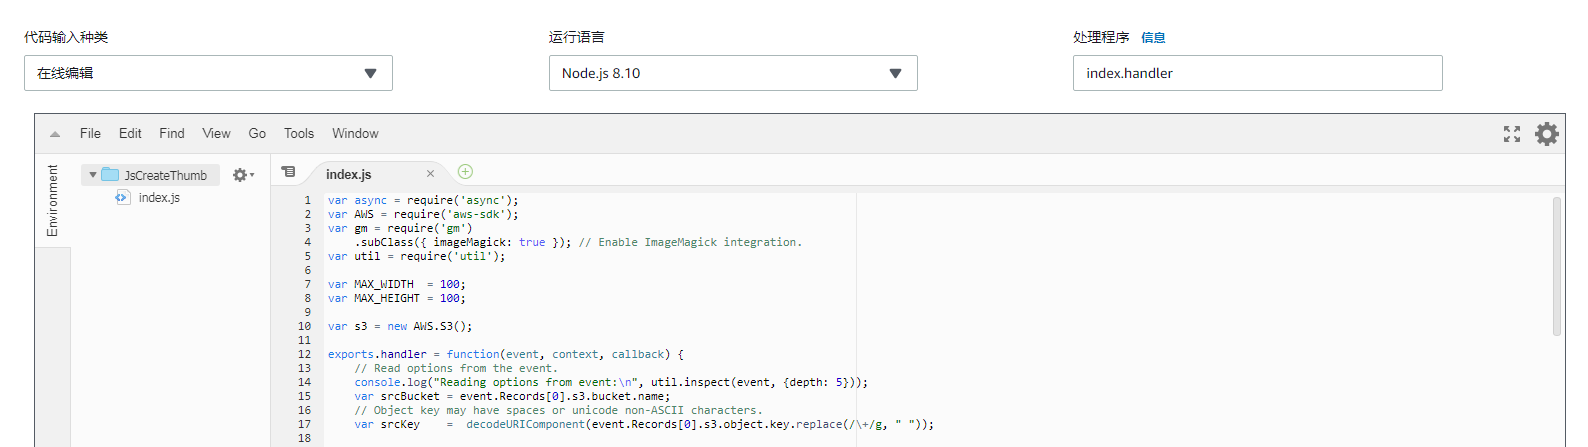 代码输入种类
运行语言
处理程序 信息
在线编辑
Node.js 8.10
index.handler
File Edit Find View Go Tools Window
Environment
JsCreateThumb
index.js
index.js
1 var async = require('async');
2 var AWS = require('aws-sdk');
3 var gm = require('gm')
4     .subClass({ imageMagick: true }); // Enable ImageMagick integration.
5 var util = require('util');
6
7 var MAX_WIDTH  = 100;
8 var MAX_HEIGHT = 100;
9
10 var s3 = new AWS.S3();
11
12 exports.handler = function(event, context, callback) {
13     // Read options from the event.
14     console.log("Reading options from event:\n", util.inspect(event, {depth: 5}));
15     var srcBucket = event.Records[0].s3.bucket.name;
16     // Object key may have spaces or unicode non-ASCII characters.
17     var srcKey    =  decodeURIComponent(event.Records[0].s3.object.key.replace(/\+/g, " "));
18